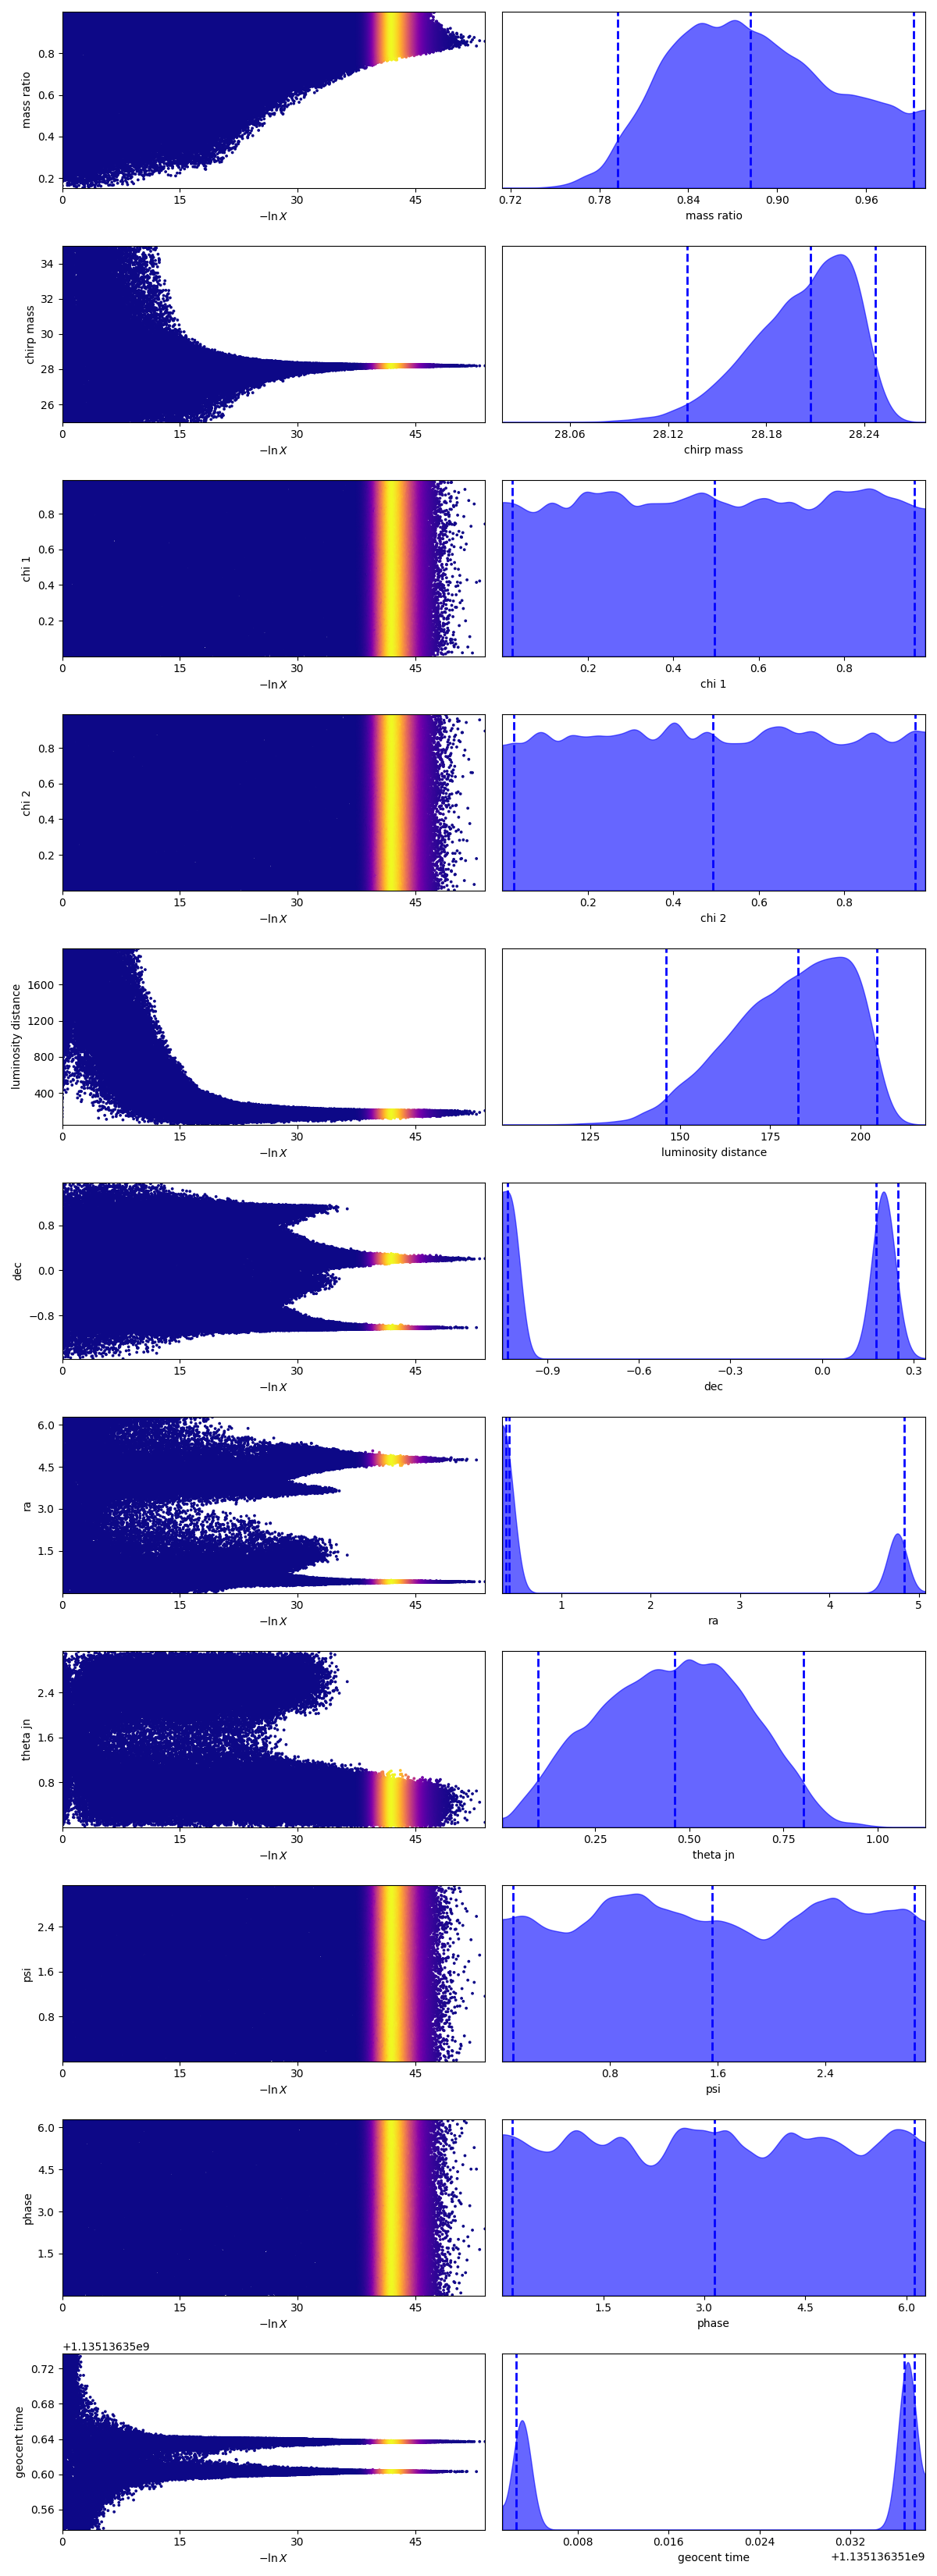 0.8
0.6
0.4
0.2
mass ratio
0 15 30 45
−ln X
0.72 0.78 0.84 0.90 0.96
mass ratio
34
32
30
28
26
chirp mass
0 15 30 45
−ln X
28.06 28.12 28.18 28.24
chirp mass
0.8
0.6
0.4
0.2
chi 1
0 15 30 45
−ln X
0.2 0.4 0.6 0.8
chi 1
0.8
0.6
0.4
0.2
chi 2
0 15 30 45
−ln X
0.2 0.4 0.6 0.8
chi 2
1600
1200
800
400
luminosity distance
0 15 30 45
−ln X
125 150 175 200
luminosity distance
0.8
0.0
−0.8
dec
0 15 30 45
−ln X
−0.9 −0.6 −0.3 0.0 0.3
dec
6.0
4.5
3.0
1.5
ra
0 15 30 45
−ln X
1 2 3 4 5
ra
2.4
1.6
0.8
theta jn
0 15 30 45
−ln X
0.25 0.50 0.75 1.00
theta jn
2.4
1.6
0.8
psi
0 15 30 45
−ln X
0.8 1.6 2.4
psi
6.0
4.5
3.0
1.5
phase
0 15 30 45
−ln X
1.5 3.0 4.5 6.0
phase
+1.13513635e9
0.72
0.68
0.64
0.60
0.56
geocent time
0 15 30 45
−ln X
0.008 0.016 0.024 0.032
geocent time
+1.135136351e9